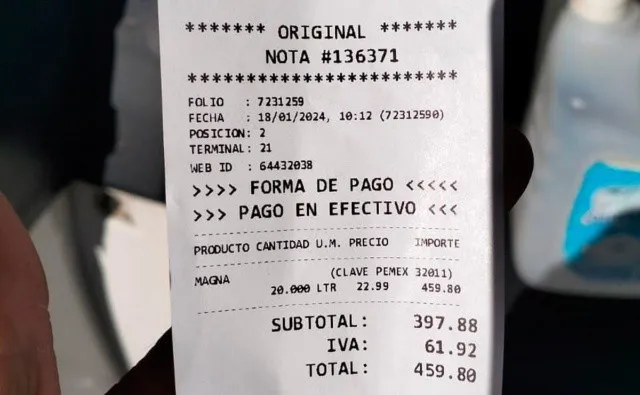 ******* ORIGINAL *******
NOTA #136371
*************************
FOLIO : 7231259
FECHA : 18/01/2024, 10:12 (72312590)
POSICION: 2
TERMINAL: 21
WEB ID : 64432038
>>>> FORMA DE PAGO <<<<<
>>> PAGO EN EFECTIVO <<<
PRODUCTO CANTIDAD U.M. PRECIO IMPORTE
MAGNA (CLAVE PEMEX 32011)
20.000 LTR 22.99 459.80
SUBTOTAL: 397.88
IVA: 61.92
TOTAL: 459.80